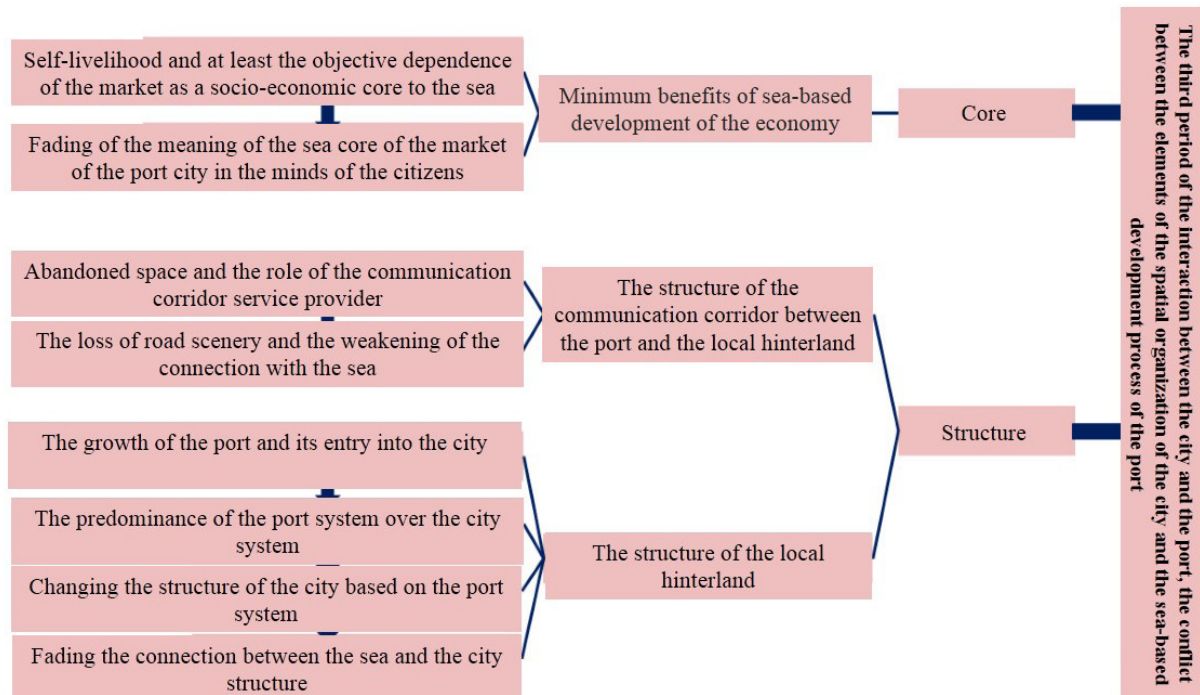 Self-livelihood and at least the objective dependence
of the market as a socio-economic core to the sea
Fading of the meaning of the sea core of the market
of the port city in the minds of the citizens
Minimum benefits of sea-based
development of the economy
Core
Abandoned space and the role of the communication
corridor service provider
The loss of road scenery and the weakening of the
connection with the sea
The structure of the
communication corridor between
the port and the local hinterland
The growth of the port and its entry into the city
The predominance of the port system over the city
system
Changing the structure of the city based on the port
system
Fading the connection between the sea and the city
structure
The structure of the local
hinterland
Structure
The third period of the interaction between the city and the port, the conflict
between the elements of the spatial organization of the city and the sea-based
development process of the port